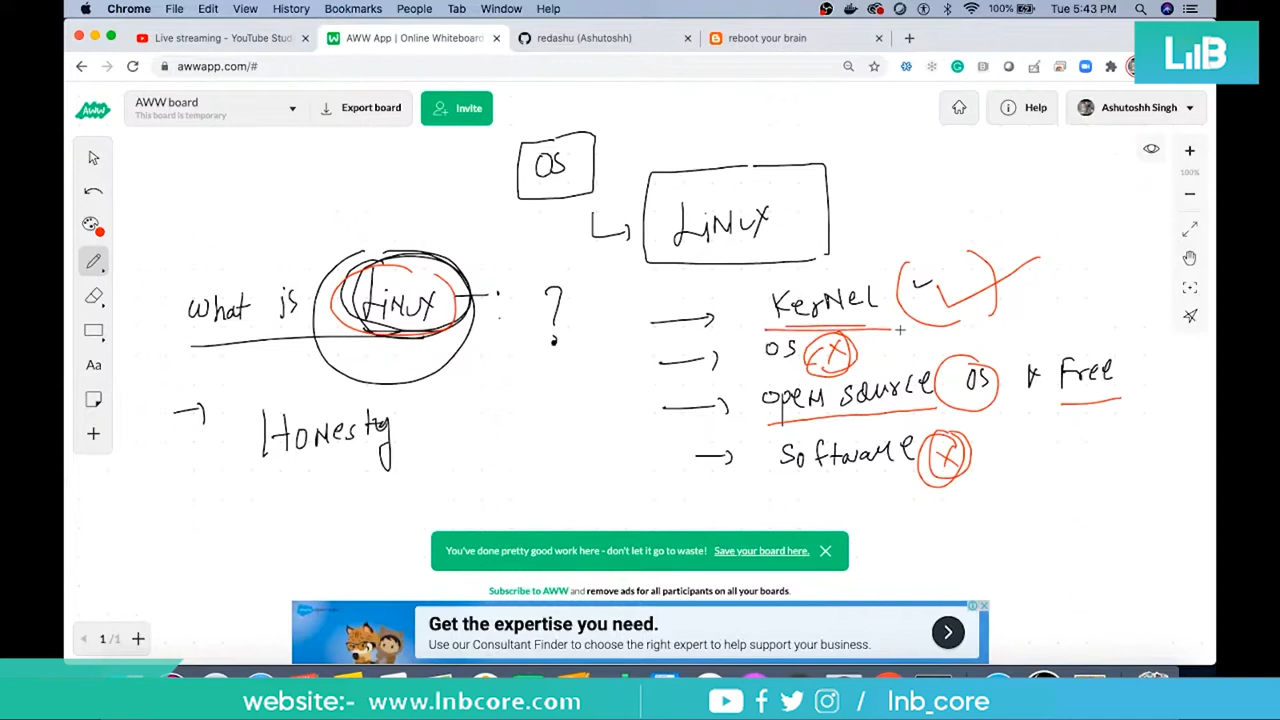 Chrome File Edit View History Bookmarks People Tab Window Help 100% Tue 5:43 PM
Live streaming - YouTube Stud AWW App | Online Whiteboard redashu (Ashutoshh) reboot your brain
awwapp.com/#
LnB
AWW board
This board is temporary
Export board Invite Help Ashutoshh Singh
AWW
100%
OS
LiNUX
What is LiNUX : ?
KerNel
OS X
open source OS & Free
Software X
Honesty
Aa
You've done pretty good work here - don't let it go to waste! Save your board here.
Subscribe to AWW and remove ads for all participants on all your boards.
Get the expertise you need.
Use our Consultant Finder to choose the right expert to help support your business.
1/1
website:- www.lnbcore.com lnb_core